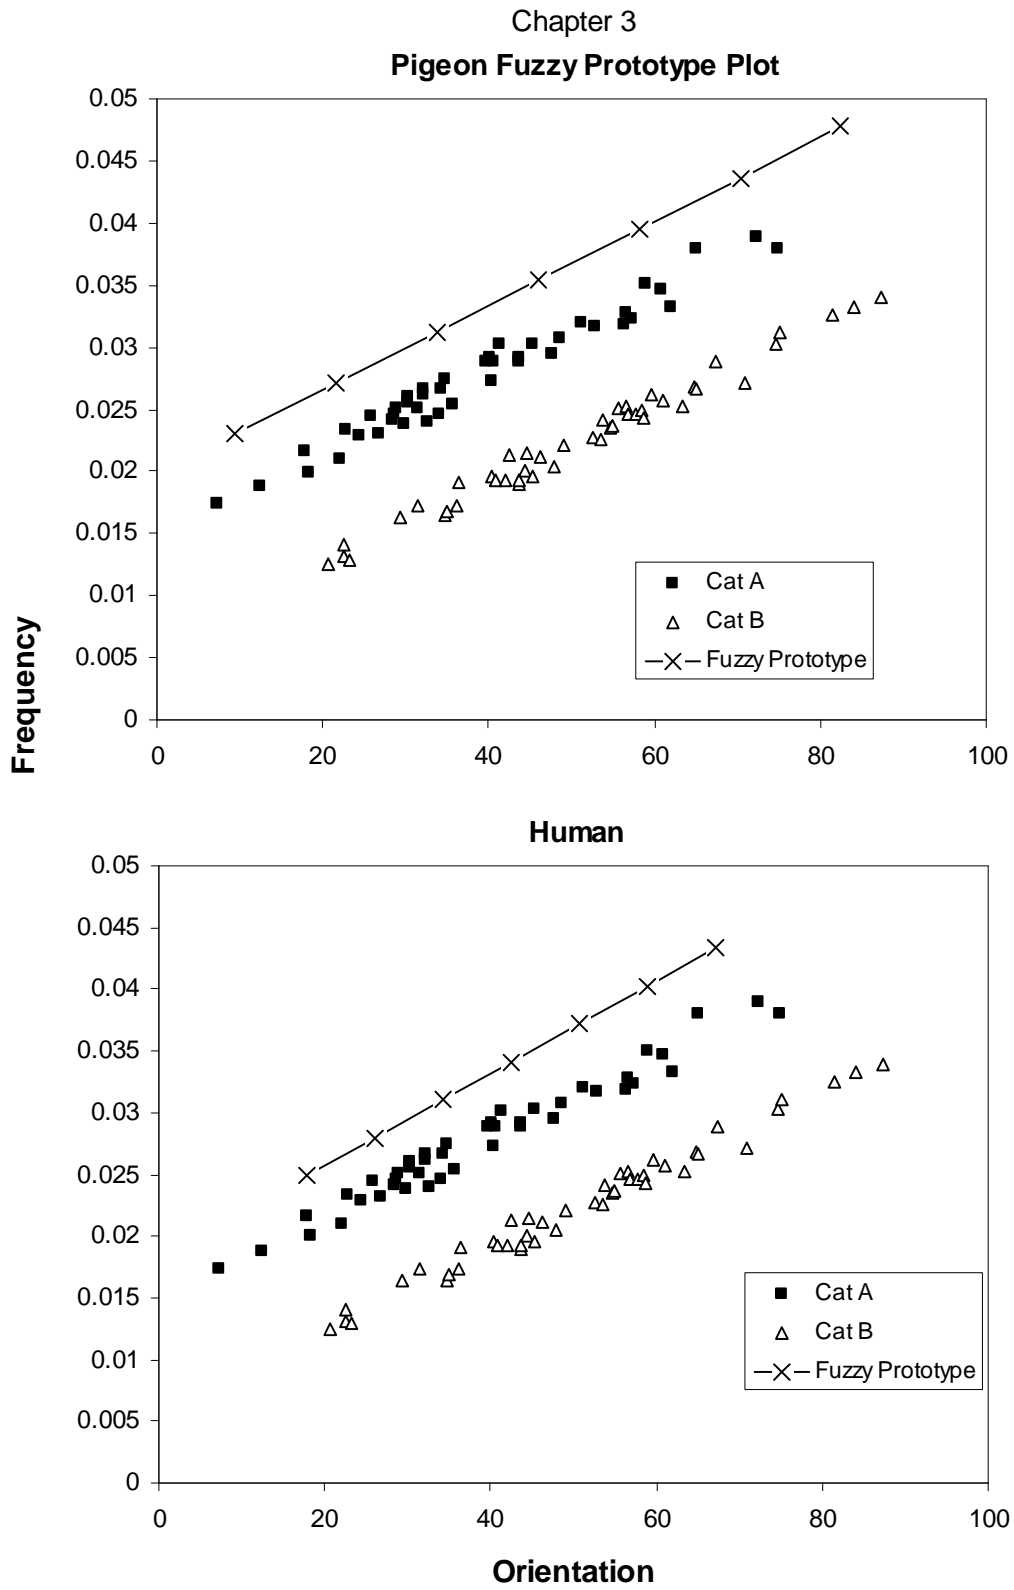 Chapter 3
Pigeon Fuzzy Prototype Plot
0.05
0.045
0.04
0.035
0.03
0.025
0.02
0.015
0.01
0.005
0
0 20 40 60 80 100
Cat A
Cat B
Fuzzy Prototype
Frequency
Human
0.05
0.045
0.04
0.035
0.03
0.025
0.02
0.015
0.01
0.005
0
0 20 40 60 80 100
Cat A
Cat B
Fuzzy Prototype
Orientation